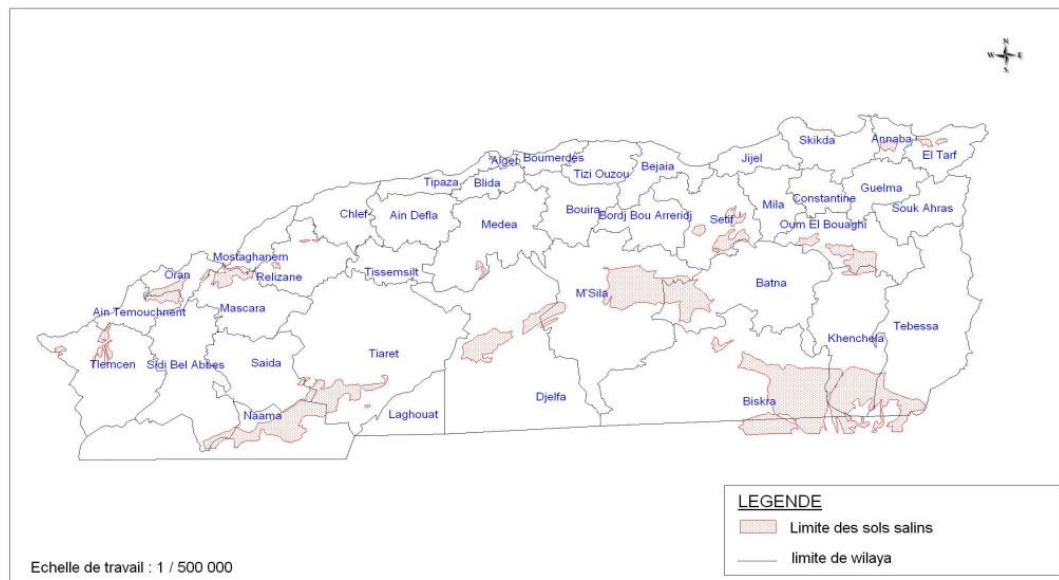 N
W E
S
Skikda
Annaba
El Tarf
Alger Boumerdés
Jijel
Bejaia
Tizi Ouzou
Tipaza Blida
Guelma
Mila Constantine
Souk Ahras
Chlef Ain Defla
Bouira Bordj Bou Arreridj Setif
Medea
Oum El Bouaghi
Mostaghanem
Oran
Relizane
Tissemsilt
M'Sila
Batna
Ain Temouchnent
Mascara
Tebessa
Khenchela
Tlemcen
Sidi Bel Abbes Saida
Tiaret
Djelfa
Biskra
Naama
Laghouat
LEGENDE
Limite des sols salins
limite de wilaya
Echelle de travail : 1 / 500 000